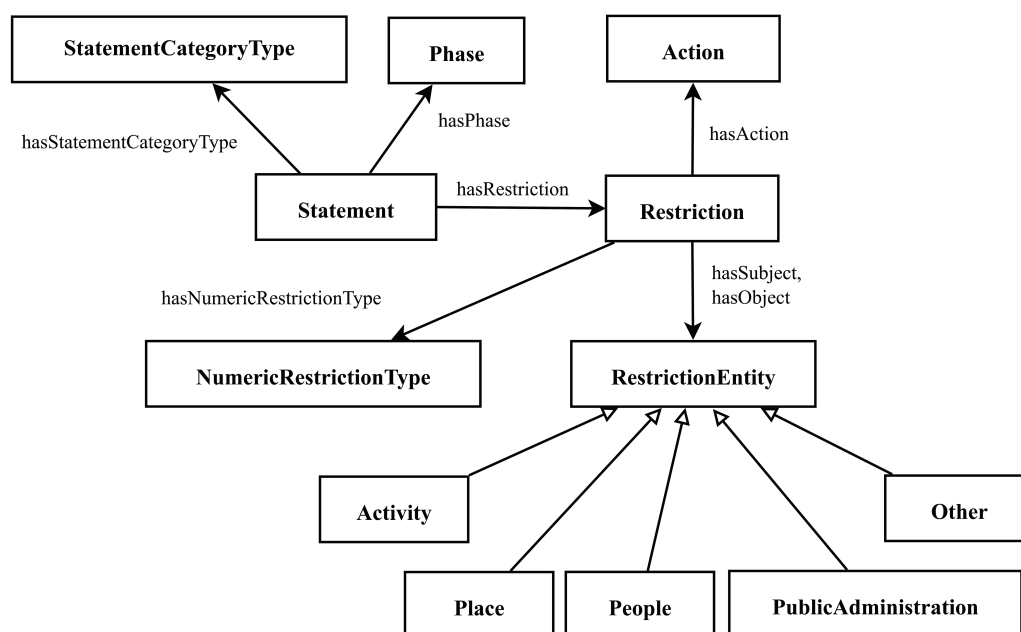 StatementCategoryType
Phase
Action
hasStatementCategoryType
hasPhase
hasAction
Statement
hasRestriction
Restriction
hasNumericRestrictionType
hasSubject,
hasObject
NumericRestrictionType
RestrictionEntity
Activity
Other
Place
People
PublicAdministration